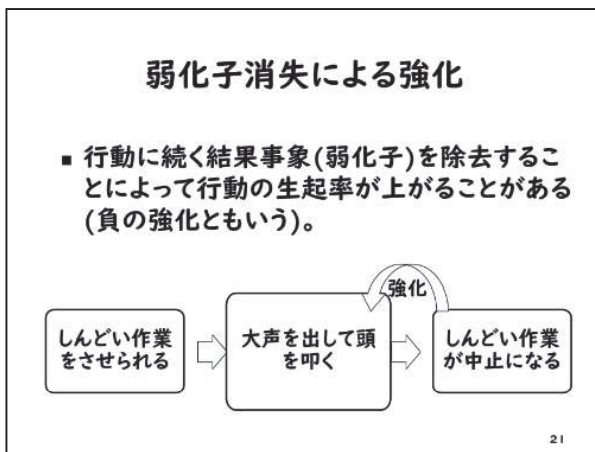 弱化子消失による強化
▪ 行動に続く結果事象(弱化子)を除去するこ
とによって行動の生起率が上がることがある
(負の強化ともいう)。
強化
しんどい作業
をさせられる
大声を出して頭
を叩く
しんどい作業
が中止になる
21